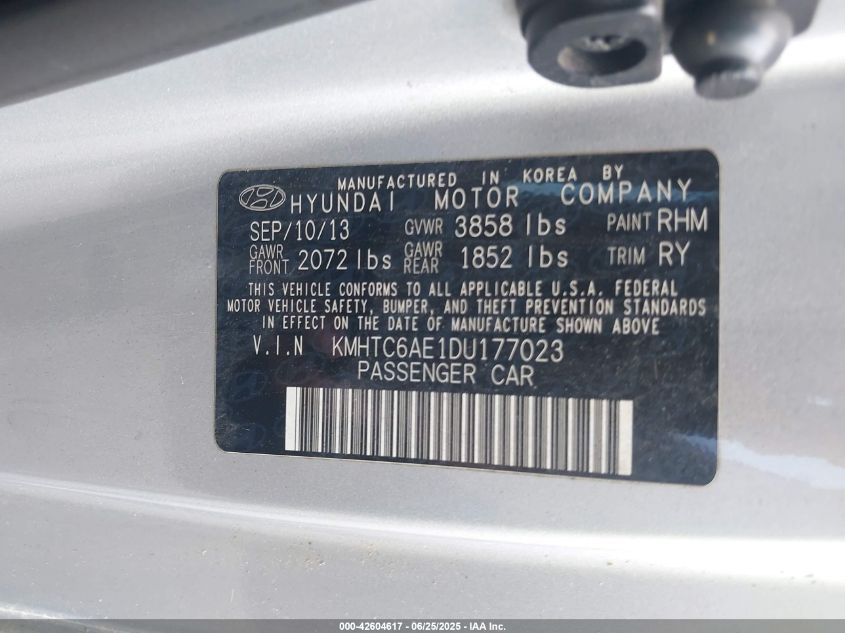 MANUFACTURED IN KOREA BY
HYUNDAI MOTOR COMPANY
SEP/10/13 GVWR 3858 lbs PAINT RHM
GAWR FRONT 2072 lbs GAWR REAR 1852 lbs TRIM RY
THIS VEHICLE CONFORMS TO ALL APPLICABLE U.S.A. FEDERAL
MOTOR VEHICLE SAFETY, BUMPER, AND THEFT PREVENTION STANDARDS
IN EFFECT ON THE DATE OF MANUFACTURE SHOWN ABOVE
V.I.N KMHTC6AE1DU177023
PASSENGER CAR
000-42604617 - 06/25/2025 - IAA Inc.